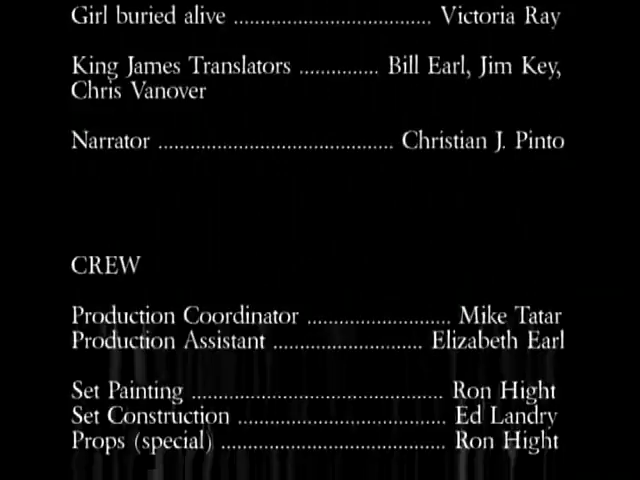 Girl buried alive ................................... Victoria Ray
King James Translators .............. Bill Earl, Jim Key,
Chris Vanover
Narrator ......................................... Christian J. Pinto
CREW
Production Coordinator ......................... Mike Tatar
Production Assistant .......................... Elizabeth Earl
Set Painting ............................................ Ron Hight
Set Construction ..................................... Ed Landry
Props (special) ....................................... Ron Hight